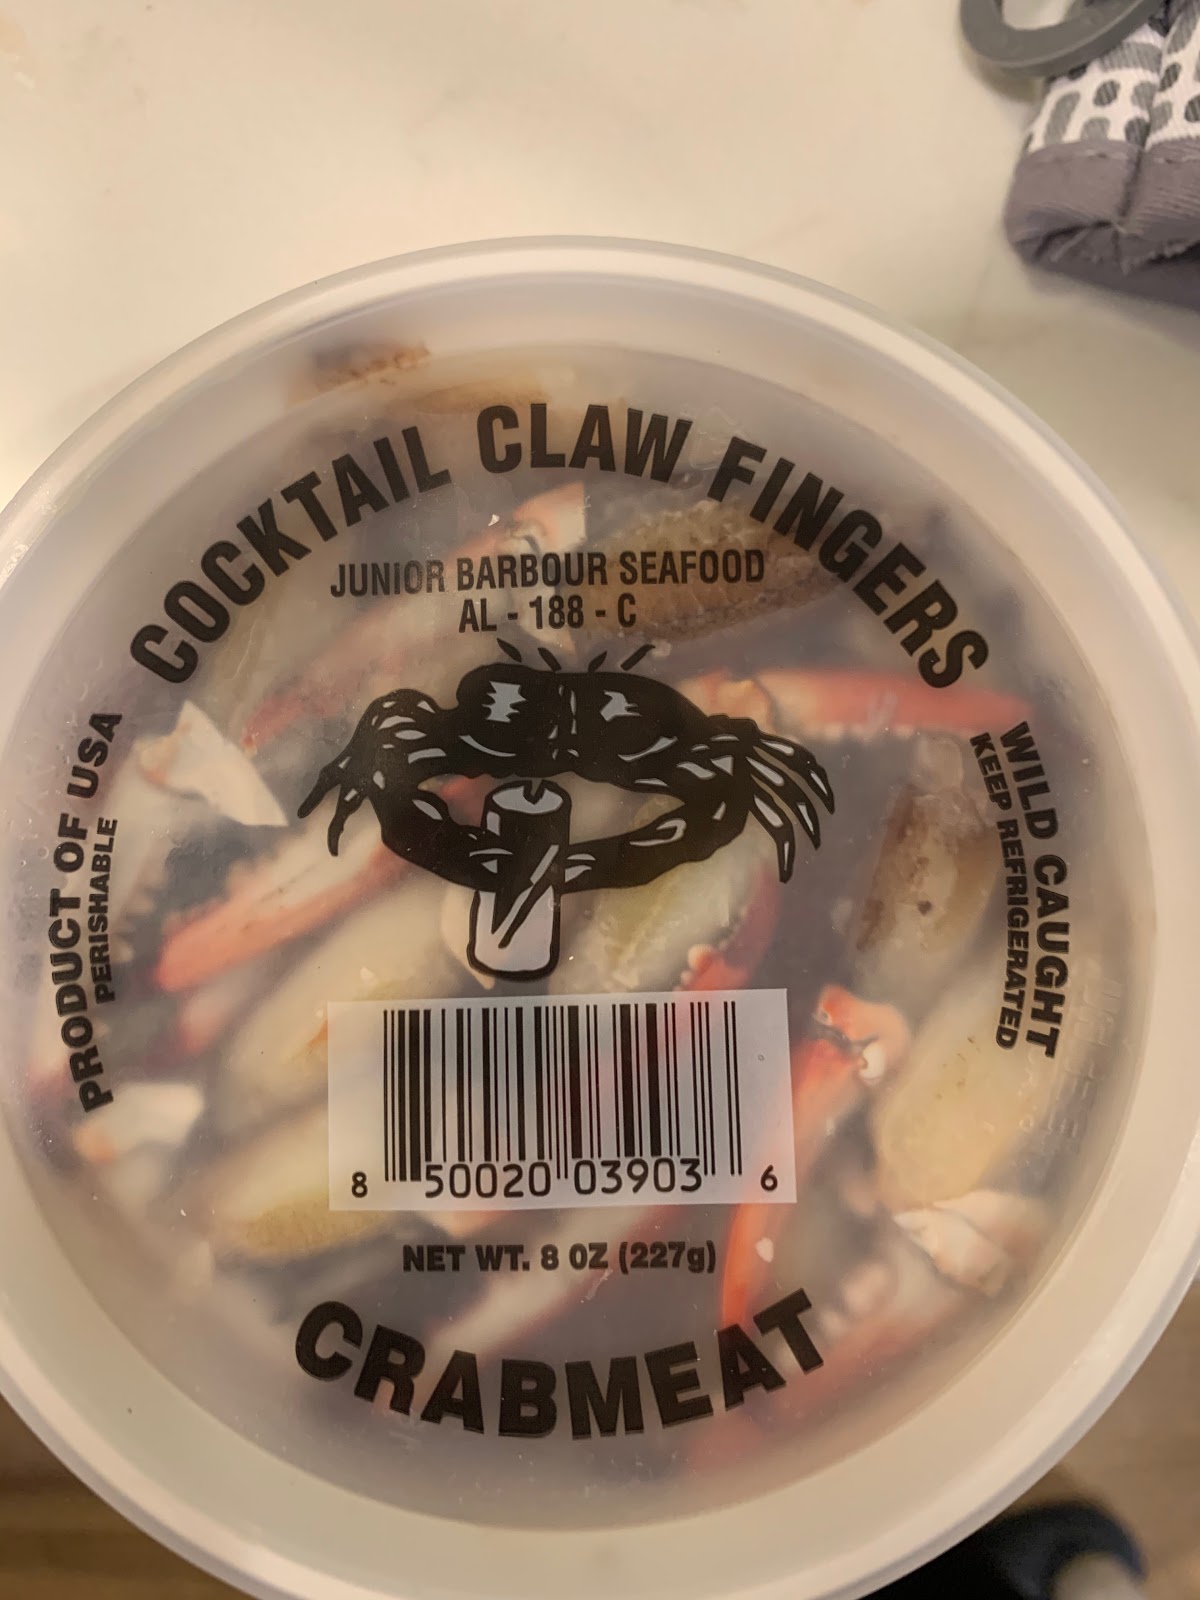 COCKTAIL CLAW FINGERS
JUNIOR BARBOUR SEAFOOD
AL - 188 - C
PRODUCT OF USA
PERISHABLE
WILD CAUGHT
KEEP REFRIGERATED
8 50020 03903 6
NET WT. 8 OZ (227g)
CRABMEAT